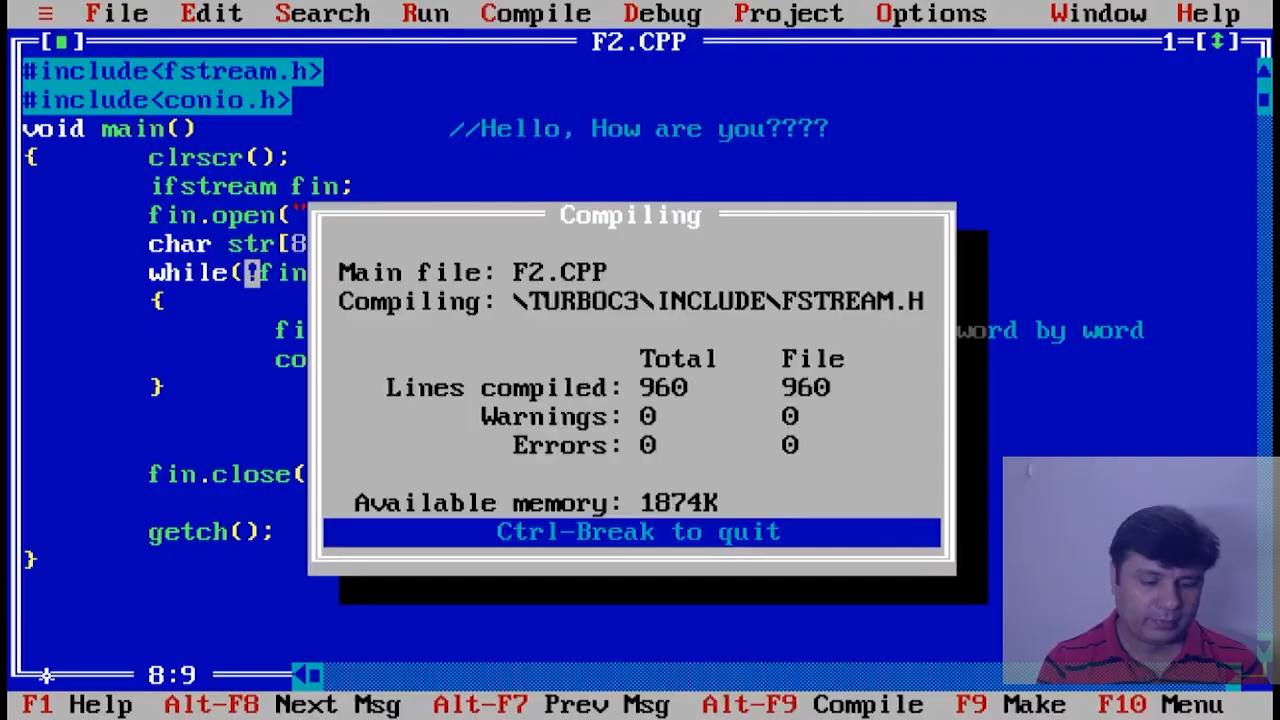 ≡ File Edit Search Run Compile Debug Project Options Window Help
[■] F2.CPP 1=[↕]
#include<fstream.h>
#include<conio.h>
void main() //Hello, How are you????
{ clrscr();
ifstream fin;
fin.open("
char str[8
while(!fin
{
fi word by word
co
}
fin.close(
getch();
}
Compiling
Main file: F2.CPP
Compiling: \TURBOC3\INCLUDE\FSTREAM.H
Total File
Lines compiled: 960 960
Warnings: 0 0
Errors: 0 0
Available memory: 1874K
Ctrl-Break to quit
8:9
F1 Help Alt-F8 Next Msg Alt-F7 Prev Msg Alt-F9 Compile F9 Make F10 Menu